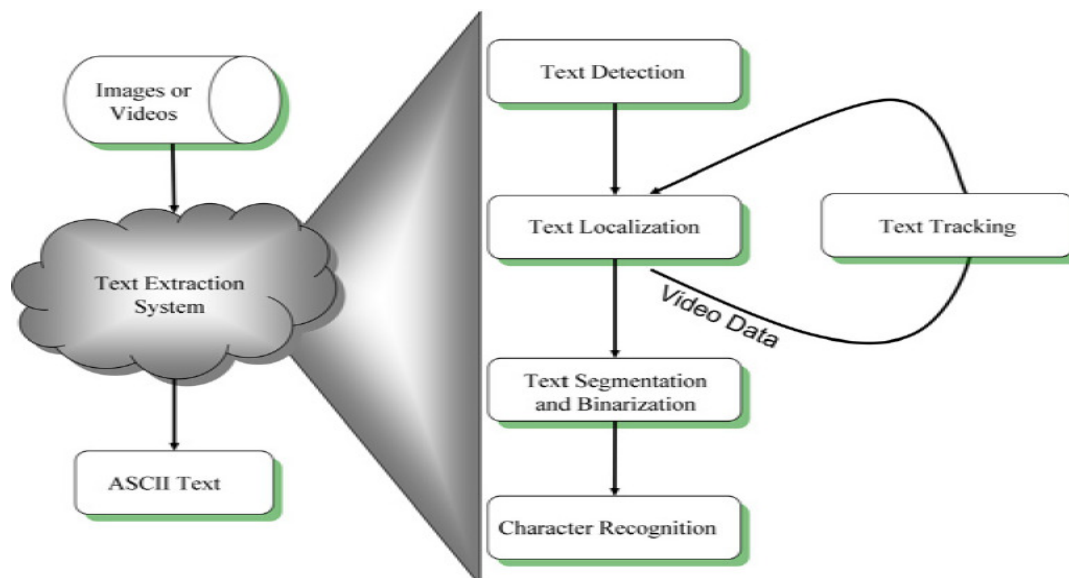 Images or
Videos
Text Extraction
System
ASCII Text
Text Detection
Text Localization
Text Tracking
Video Data
Text Segmentation
and Binarization
Character Recognition